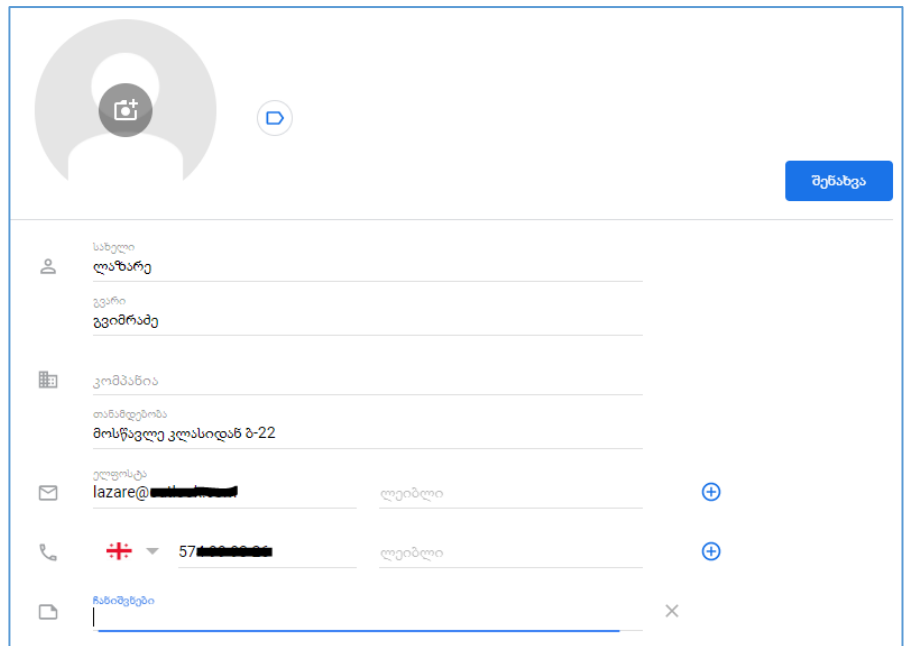 შენახვა
სახელი
ლაზარე
გვარი
გვიმრაძე
კომპანია
თანამდებობა
მოსწავლე კლასიდან ბ-22
ელფოსტა
lazare@ ლეიბლი
57 ლეიბლი
ჩანიშვნები